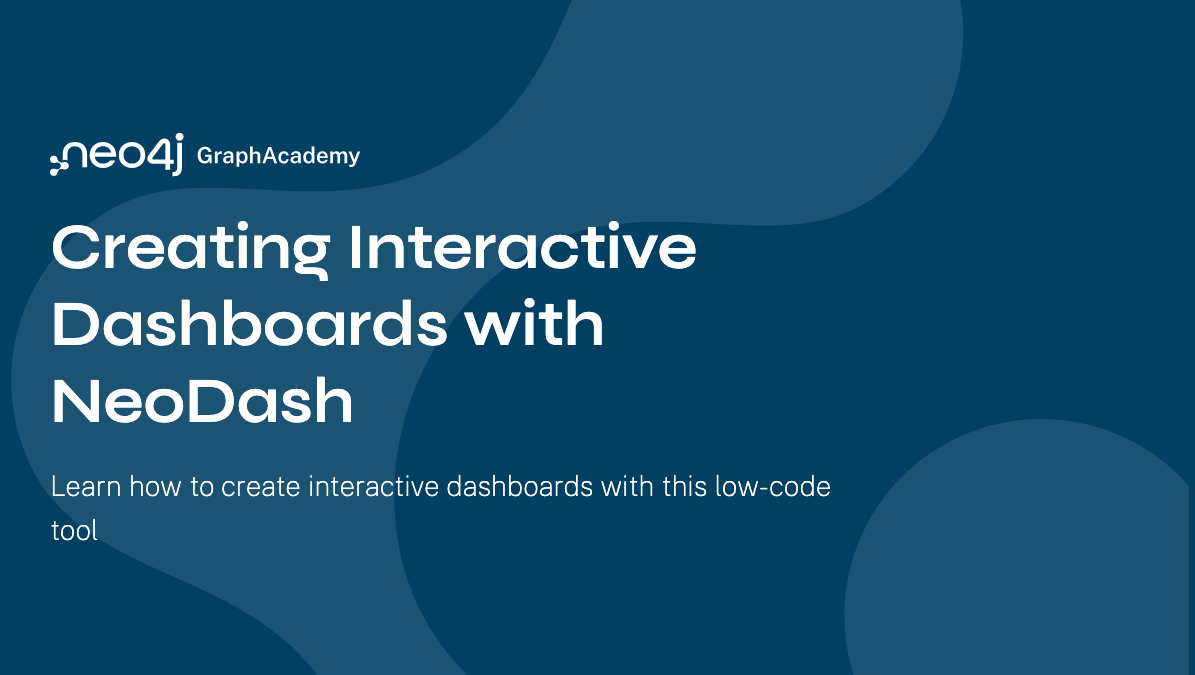 neo4j GraphAcademy
Creating Interactive
Dashboards with
NeoDash
Learn how to create interactive dashboards with this low-code
tool